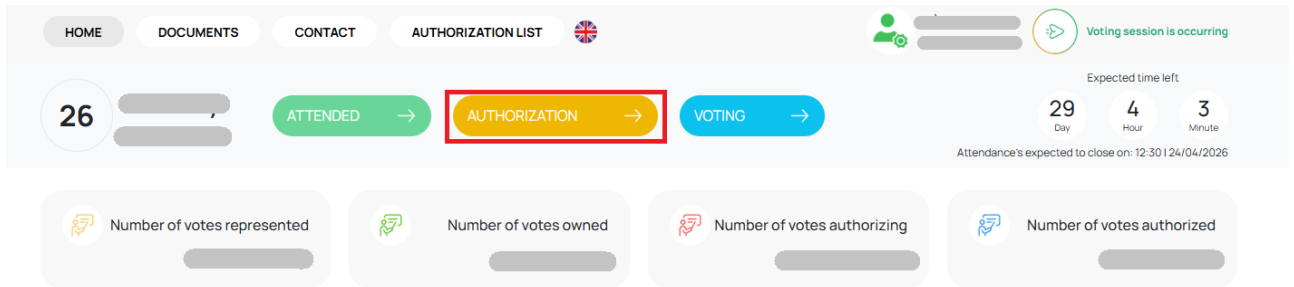 HOME DOCUMENTS CONTACT AUTHORIZATION LIST
Voting session is occurring
Expected time left
26 ATTENDED → AUTHORIZATION → VOTING → 29 4 3
Day Hour Minute
Attendance's expected to close on: 12:30 | 24/04/2026
Number of votes represented Number of votes owned Number of votes authorizing Number of votes authorized